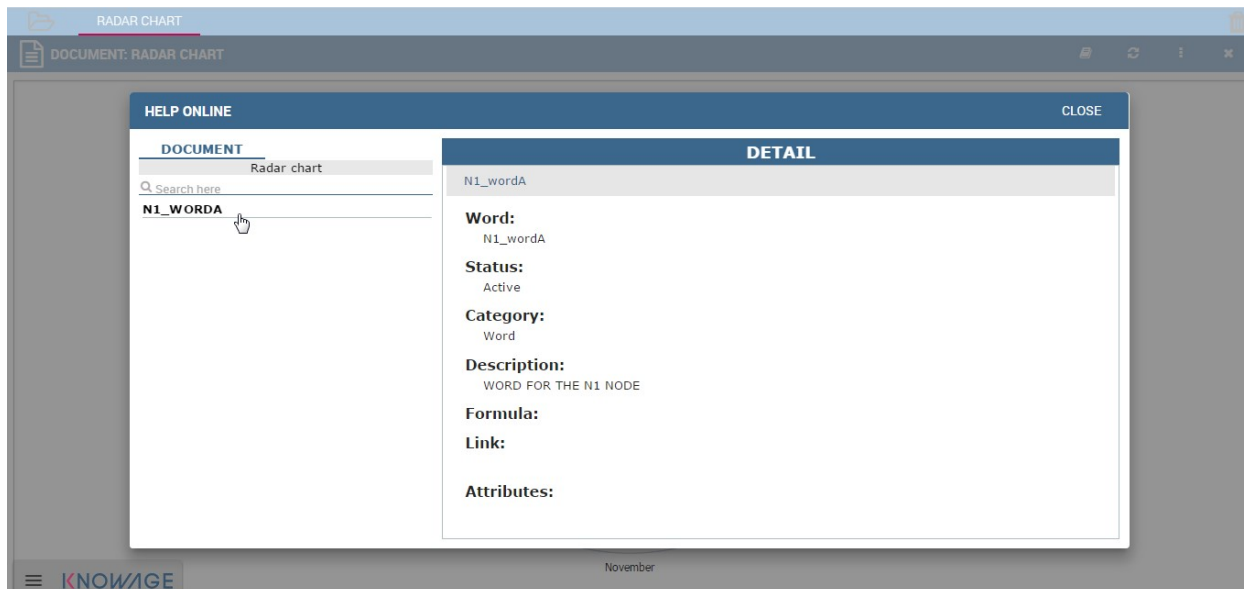 RADAR CHART
DOCUMENT: RADAR CHART
HELP ONLINE
CLOSE
DOCUMENT
Radar chart
Search here
N1_WORDA
DETAIL
N1_wordA
Word:
N1_wordA
Status:
Active
Category:
Word
Description:
WORD FOR THE N1 NODE
Formula:
Link:
Attributes:
November
KNOWAGE